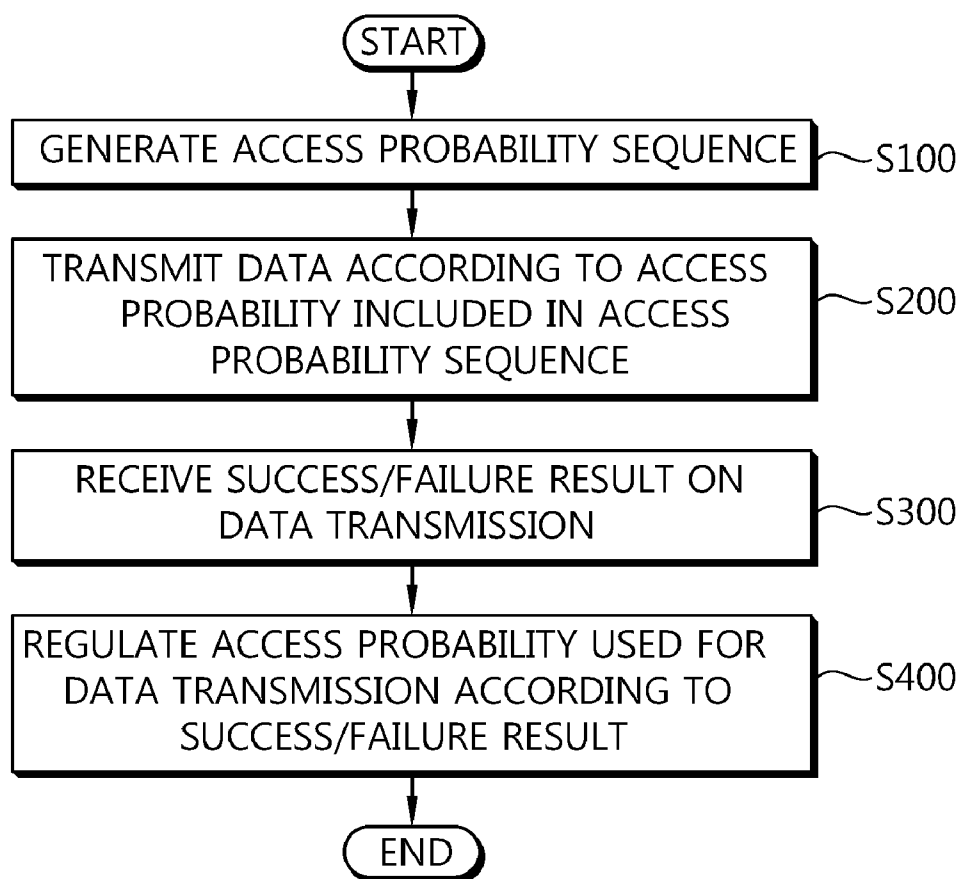 START
GENERATE ACCESS PROBABILITY SEQUENCE
S100
TRANSMIT DATA ACCORDING TO ACCESS
PROBABILITY INCLUDED IN ACCESS
PROBABILITY SEQUENCE
S200
RECEIVE SUCCESS/FAILURE RESULT ON
DATA TRANSMISSION
S300
REGULATE ACCESS PROBABILITY USED FOR
DATA TRANSMISSION ACCORDING TO
SUCCESS/FAILURE RESULT
S400
END